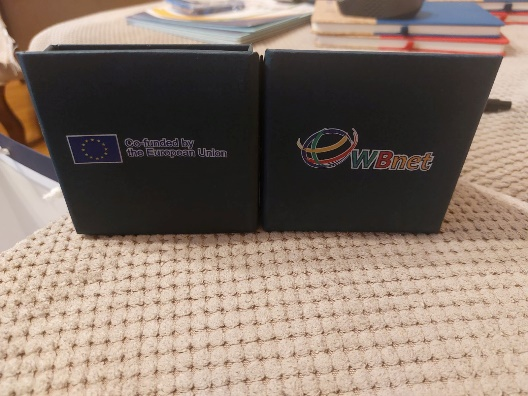 Co-funded by
the European Union
WBnet